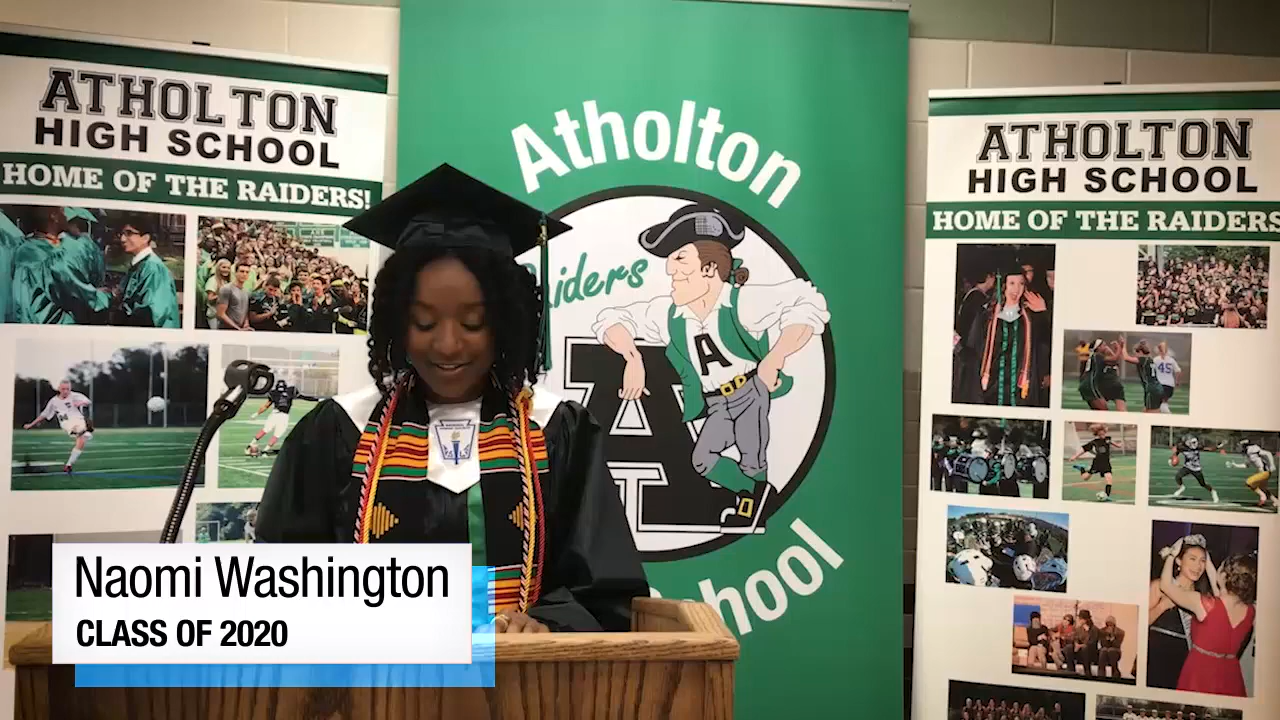 ATHOLTON
HIGH SCHOOL
HOME OF THE RAIDERS!
Atholton
Raiders
A
A
School
ATHOLTON
HIGH SCHOOL
HOME OF THE RAIDERS
45
Naomi Washington
CLASS OF 2020